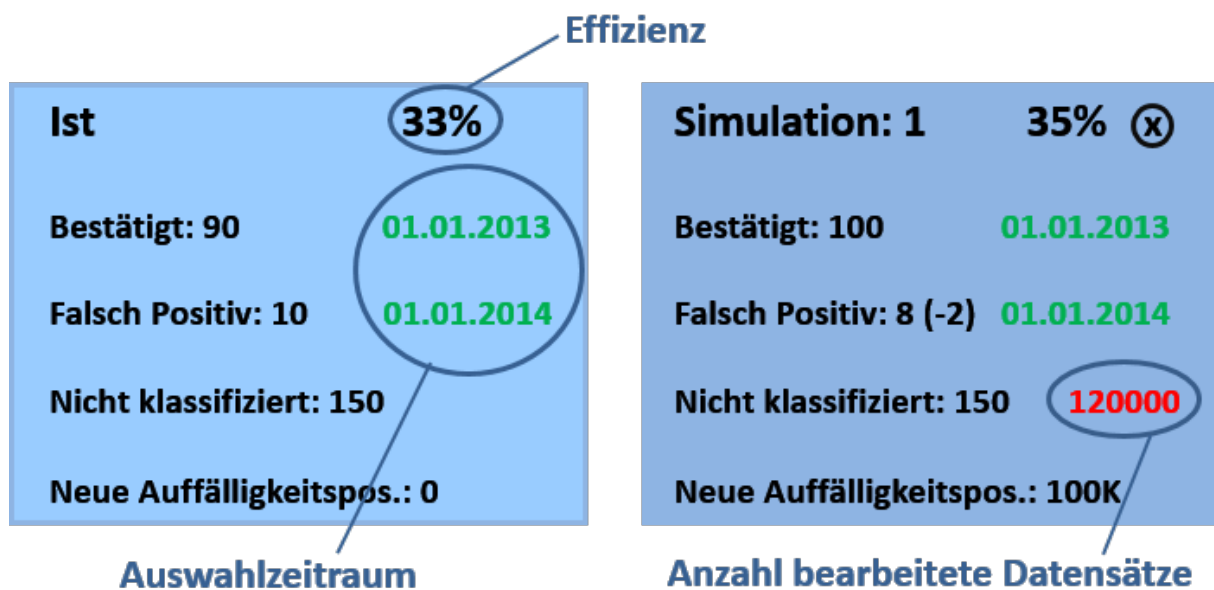 Effizienz
Ist 33%
Bestätigt: 90 01.01.2013
Falsch Positiv: 10 01.01.2014
Nicht klassifiziert: 150
Neue Auffälligkeitspos.: 0
Auswahlzeitraum
Simulation: 1 35% x
Bestätigt: 100 01.01.2013
Falsch Positiv: 8 (-2) 01.01.2014
Nicht klassifiziert: 150 120000
Neue Auffälligkeitspos.: 100K
Anzahl bearbeitete Datensätze